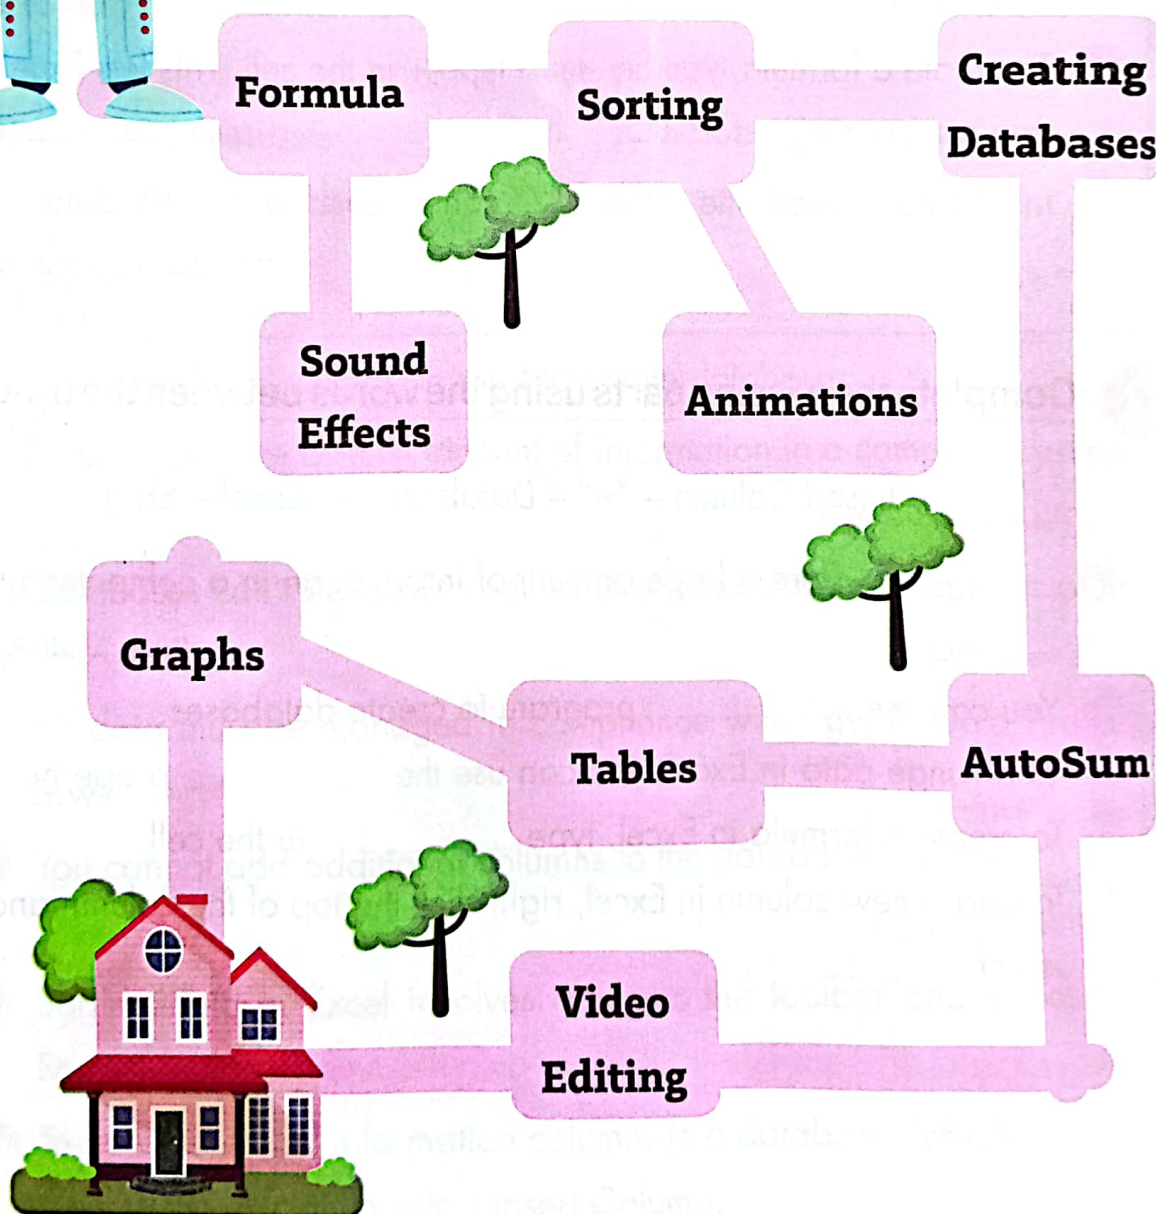 Formula
Sorting
Creating
Databases
Sound
Effects
Animations
Graphs
Tables
AutoSum
Video
Editing